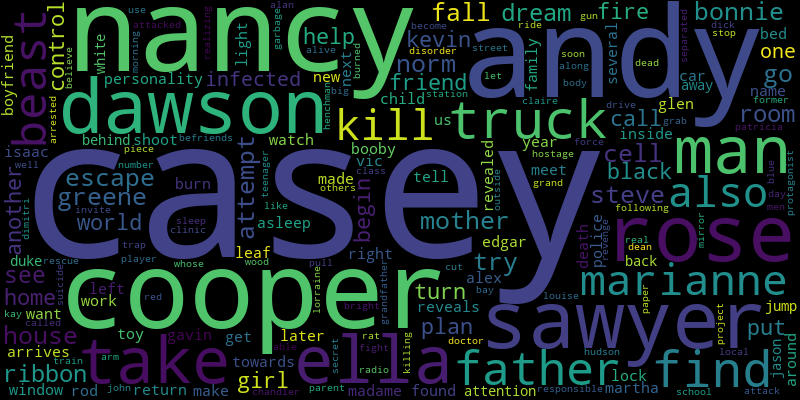 nancy
andy
casey
cooper
dawson
sawyer
rose
ella
take
man
truck
kill
father
find
marianne
also
beast
fall
dream
fire
bonnie
kevin
norm
help
friend
control
boyfriend
white
light
personality
infected
next
new
alive
burned
bed
one
go
away
car
room
name
glen
several
family
child
station
call
us
year
inside
cell
black
steve
meet
claire
drive
grab
former
patricia
behind
shoot
watch
booby
vic
made
others
tell
class
revealed
hostage
force
isaac
well
piece
number
befriends
escape
attempt
begin
greene
burn
world
another
dimitri
invite
sleep
clinic
teenager
like
asleep
mother
edgar
try
police
death
outside
mirror
real
revenge
dean
back
day
men
blue
protagonist
following
jump
put
jason
around
project
paper
local
attack
school
responsible
martha
lock
hudson
louise
bay
cut
alex
reveals
turn
plan
doctor
killing
attention
found
madame
secret
radio
fight
rat
pull
bright
grandfather
right
lorraine
whose
leaf
wood
towards
later
girl
get
toy
gavin
player
trap
rescue
suicide
duke
see
home
want
kay
called
left
work
red
house
arrives
ribbon
window
rod
train
arm
john
return
make
chandler
parent
arrested
believe
street
disorder
become
ride
gun
soon
along
body
let
dick
stop
dead
separated
use
alan
attacked
morning
garbage
realizing
henchman
grand